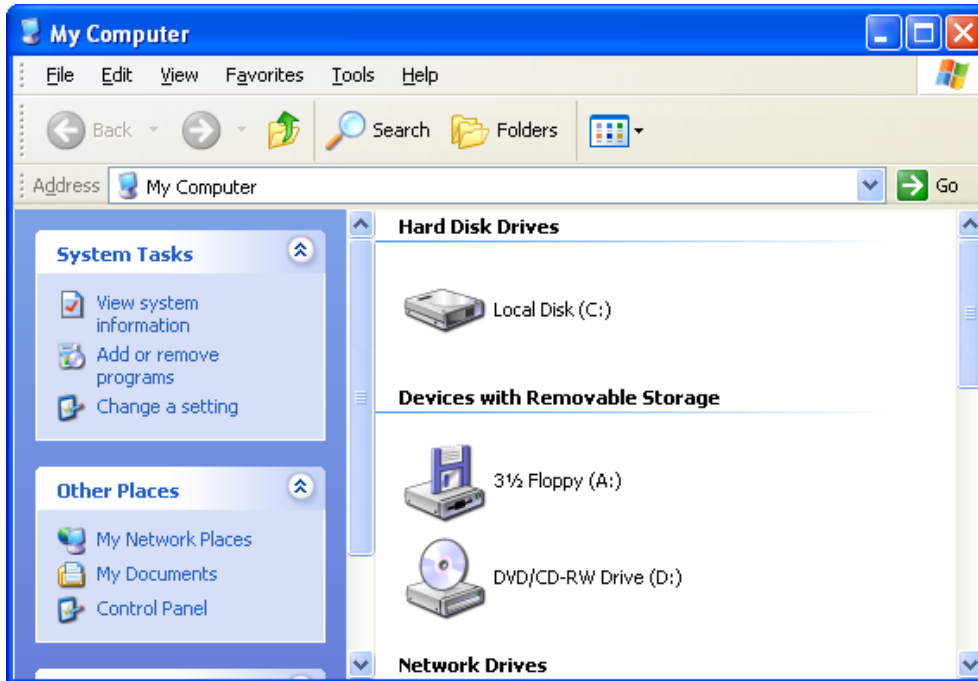 My Computer
File Edit View Favorites Tools Help
Back Search Folders
Address My Computer Go
System Tasks
View system
information
Add or remove
programs
Change a setting
Other Places
My Network Places
My Documents
Control Panel
Hard Disk Drives
Local Disk (C:)
Devices with Removable Storage
3½ Floppy (A:)
DVD/CD-RW Drive (D:)
Network Drives